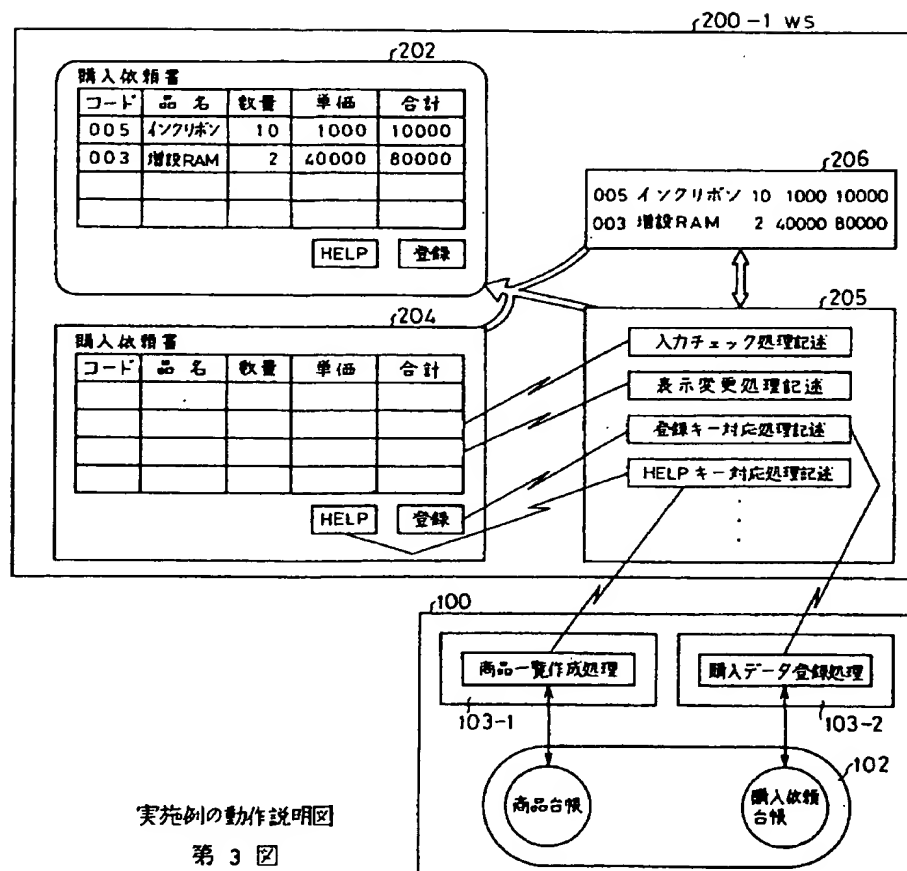 200-1 WS
202
購入依頼書
コード 品名 数量 単価 合計
005 インクリボン 10 1000 10000
003 増設RAM 2 40000 80000
HELP 登録
206
005 インクリボン 10 1000 10000
003 増設RAM 2 40000 80000
204
購入依頼書
コード 品名 数量 単価 合計
HELP 登録
205
入力チェック処理記述
表示変更処理記述
登録キー対応処理記述
HELPキー対応処理記述
100
商品一覧作成処理
103-1
購入データ登録処理
103-2
102
商品台帳
購入依頼
台帳
実施例の動作説明図
第3図